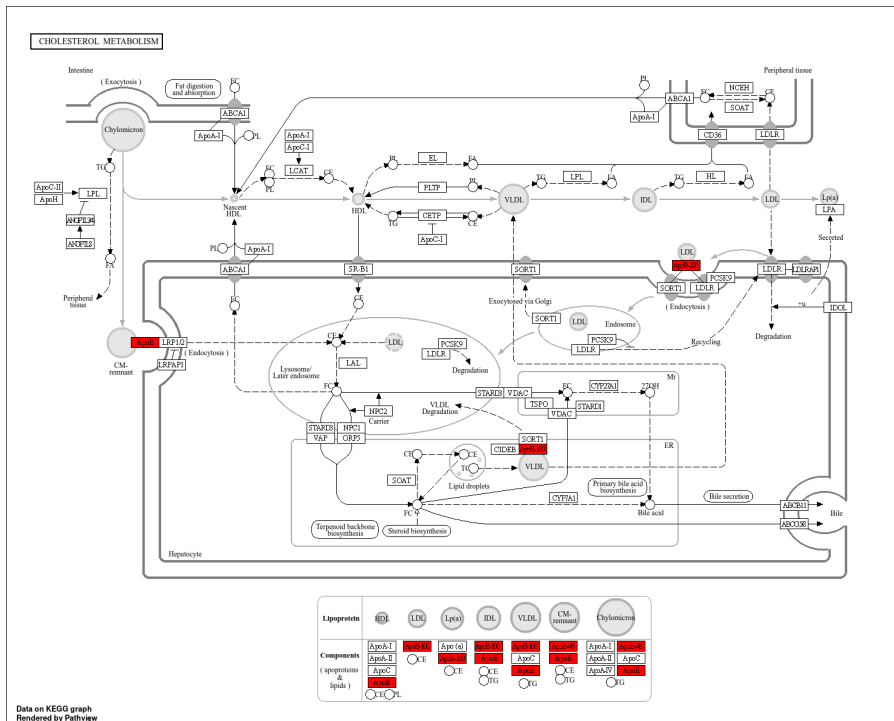 CHOLESTEROL METABOLISM
Intestine
( Exocytosis )
Fat digestion
and absorption
FC
ABCA1
ApoA-I
PL
Chylomicron
TG
ApoC-II
ApoH
LPL
ANGPTL3/4
ANGPTL8
FA
Peripheral
tissue
Nascent
HDL
FC
PL
ApoA-I
ApoC-I
LCAT
CE
HDL
PL
EL
FA
PLTP
PL
CETP
TG
CE
ApoC-I
VLDL
TG
LPL
FA
IDL
TG
HL
FA
LDL
Lp(a)
LPA
Secreted
PL
ApoA-I
ABCA1
FC
CE
NCEH
SOAT
Peripheral tissue
CD36
LDLR
PL
ApoA-I
ABCA1
SR-B1
SORT1
LDL
ApoB-100
SORT1
LDLR
PCSK9
( Endocytosis )
LDLR
LDLRAP1
+u
IDOL
Degradation
FC
CE
Exocytosed via Golgi
SORT1
LDL
Endosome
PCSK9
LDLR
Recycling
CM-
remnant
ApoE
LRP1/2
LRPAP1
(Endocytosis)
CE
LDL
Lysosome/
Later endosome
LAL
FC
PCSK9
LDLR
Degradation
NPC2
Carrier
STARD3
VAP
NPC1
ORP5
VLDL
Degradation
STARD3
VDAC
TSPO
VDAC
STARD1
FC
CYP27A1
27OH
Mt
ER
SORT1
CIDEB
ApoB-100
VLDL
CE
SOAT
CE
TG
Lipid droplets
FC
CYP7A1
Primary bile acid
biosynthesis
Bile acid
Bile secretion
ABCB11
ABCG5/8
Bile
Terpenoid backbone
biosynthesis
Steroid biosynthesis
Hepatocyte
Lipoprotein
HDL
LDL
Lp(a)
IDL
VLDL
CM-
remnant
Chylomicron
Components
( apoproteins
&
lipids )
ApoA-I
ApoA-II
ApoC
ApoE
CE
PL
ApoB-100
CE
Apo (a)
ApoB-100
CE
ApoB-100
ApoE
CE
TG
ApoB-100
ApoC
ApoE
TG
ApoB-48
ApoE
CE
TG
ApoA-I
ApoA-II
ApoA-IV
ApoB-48
ApoC
ApoE
TG
Data on KEGG graph
Rendered by Pathview